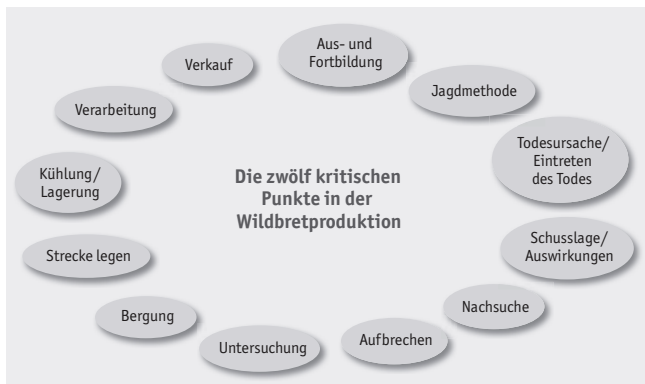 Die zwölf kritischen
Punkte in der
Wildbretproduktion
Aus- und
Fortbildung
Jagdmethode
Todesursache/
Eintreten
des Todes
Schusslage/
Auswirkungen
Nachsuche
Aufbrechen
Untersuchung
Bergung
Strecke legen
Kühlung/
Lagerung
Verarbeitung
Verkauf